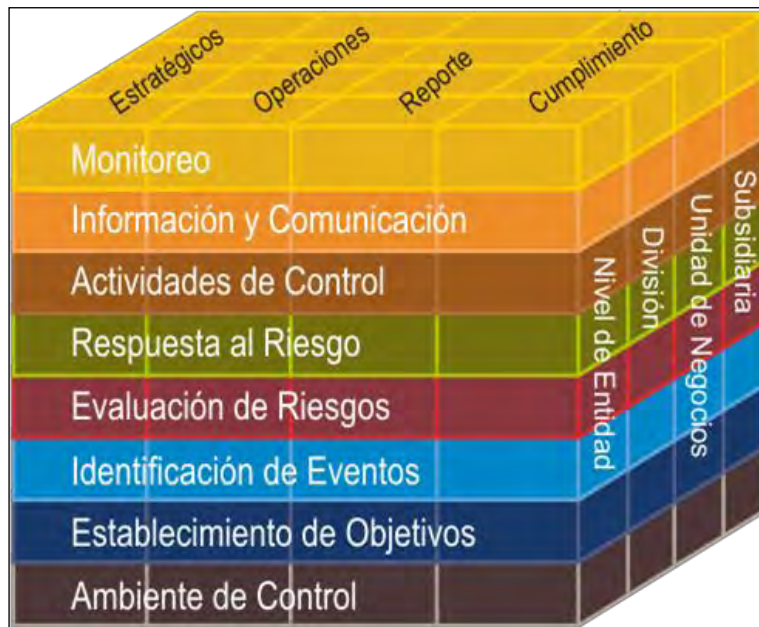 Estratégicos
Operaciones
Reporte
Cumplimiento
Monitoreo
Información y Comunicación
Actividades de Control
Respuesta al Riesgo
Evaluación de Riesgos
Identificación de Eventos
Establecimiento de Objetivos
Ambiente de Control
Nivel de Entidad
División
Unidad de Negocios
Subsidiaria